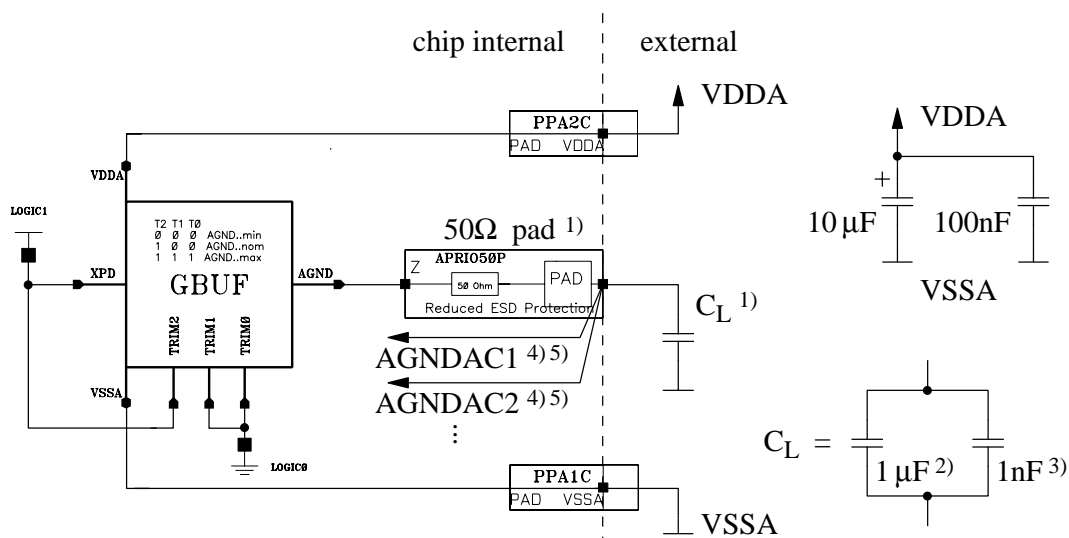 chip internal
external
VDDA
PPA2C
PAD VDDA
VDDA
VDDA
10 µF
100nF
VSSA
LOGIC1
T2 T1 T0
0 0 0 AGND..min
1 0 0 AGND..nom
1 1 1 AGND..max
XPD
GBUF
AGND
TRIM2
TRIM1
TRIM0
VSSA
LOGIC0
50Ω pad 1)
APRIO50P
Z
50 Ohm
PAD
Reduced ESD Protection
CL 1)
AGNDAC1 4) 5)
AGNDAC2 4) 5)
⋮
PPA1C
PAD VSSA
VSSA
CL =
1 µF 2)
1nF 3)
+